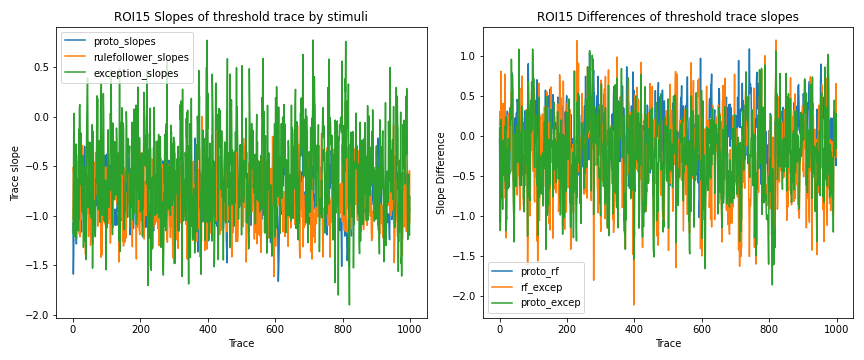 ROI15 Slopes of threshold trace by stimuli
proto_slopes
rulefollower_slopes
exception_slopes
Trace slope
0.5
0.0
−0.5
−1.0
−1.5
−2.0
0 200 400 600 800 1000
Trace
ROI15 Differences of threshold trace slopes
Slope Difference
1.0
0.5
0.0
−0.5
−1.0
−1.5
−2.0
proto_rf
rf_excep
proto_excep
0 200 400 600 800 1000
Trace